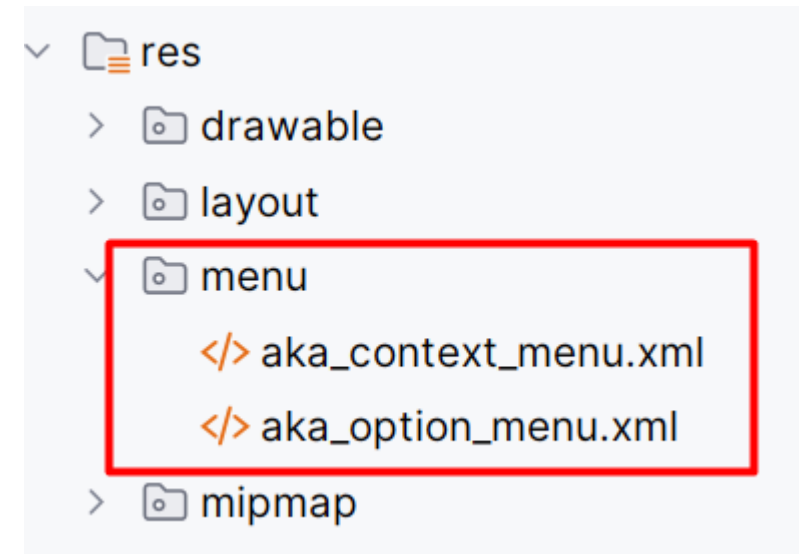 res
drawable
layout
menu
</> aka_context_menu.xml
</> aka_option_menu.xml
mipmap